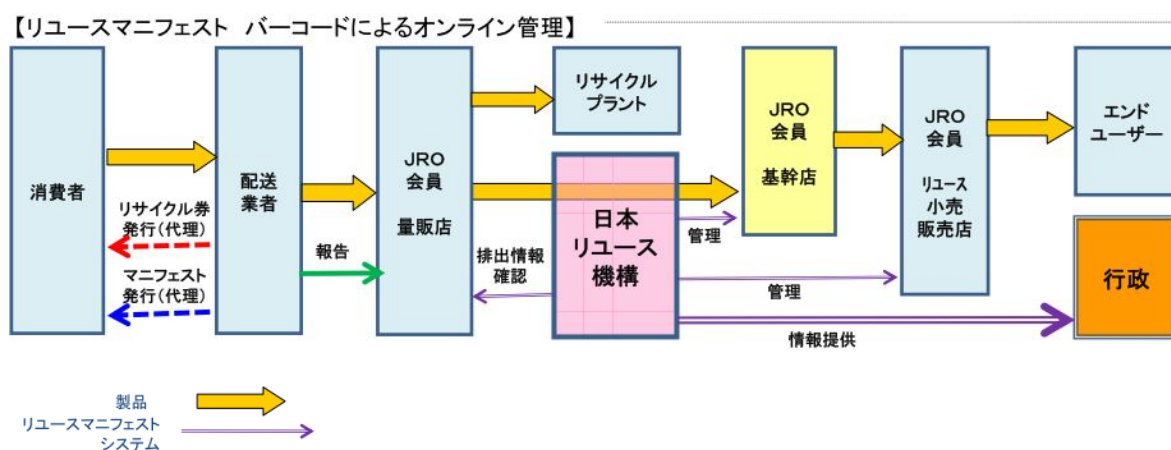 【リユースマニフェスト バーコードによるオンライン管理】
消費者
リサイクル券
発行(代理)
マニフェスト
発行(代理)
配送
業者
報告
JRO
会員
量販店
リサイクル
プラント
排出情報
確認
日本
リユース
機構
管理
管理
情報提供
JRO
会員
基幹店
JRO
会員
リユース
小売
販売店
エンド
ユーザー
行政
製品
リユースマニフェスト
システム